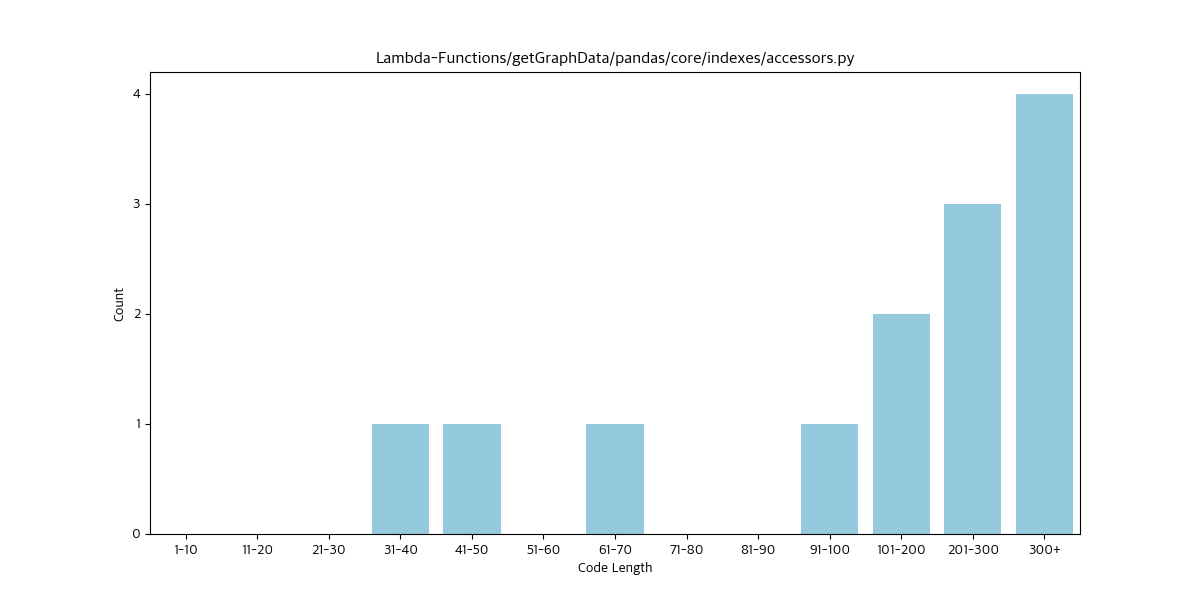 Lambda-Functions/getGraphData/pandas/core/indexes/accessors.py
4
3
2
1
0
Count
1-10 11-20 21-30 31-40 41-50 51-60 61-70 71-80 81-90 91-100 101-200 201-300 300+
Code Length